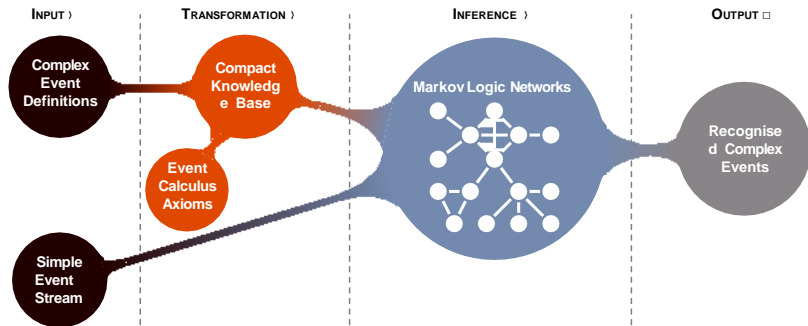 INPUT ⟩
TRANSFORMATION ⟩
INFERENCE ⟩
OUTPUT □
Complex
Event
Definitions
Compact
Knowledg
e Base
Event
Calculus
Axioms
Simple
Event
Stream
Markov Logic Networks
Recognise
d Complex
Events